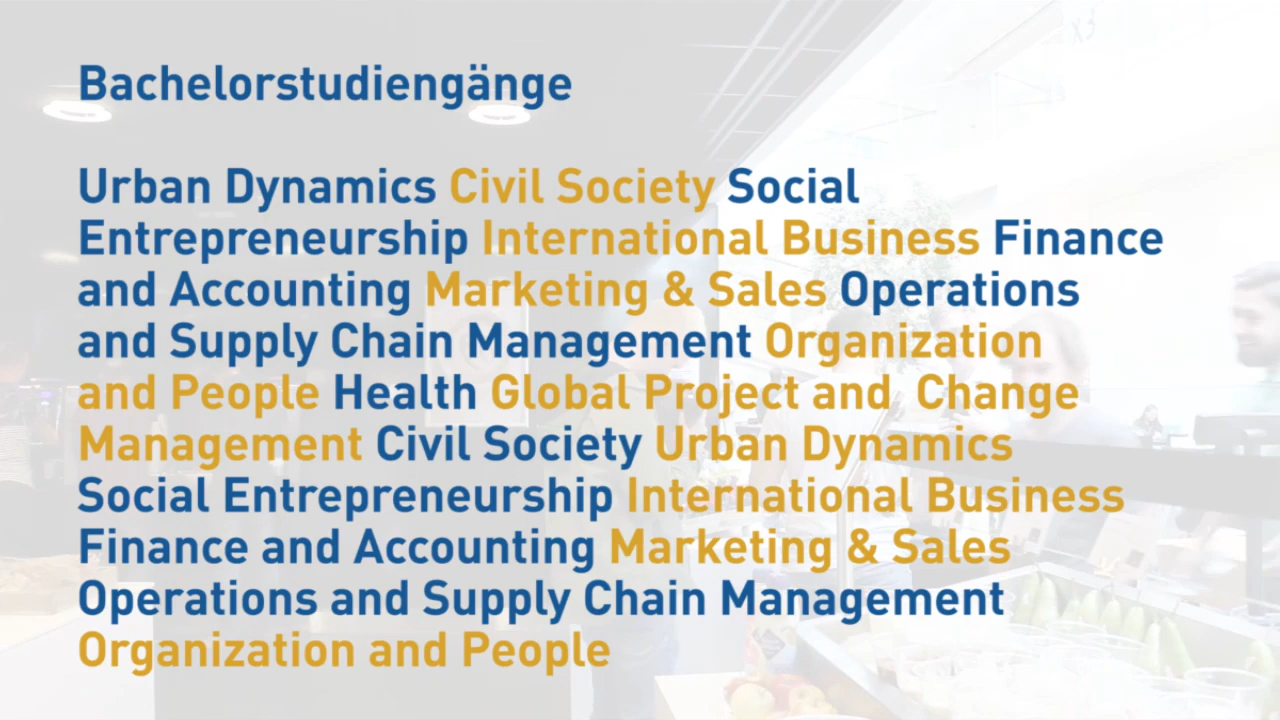 Bachelorstudiengänge
Urban Dynamics Civil Society Social
Entrepreneurship International Business Finance
and Accounting Marketing & Sales Operations
and Supply Chain Management Organization
and People Health Global Project and  Change
Management Civil Society Urban Dynamics
Social Entrepreneurship International Business
Finance and Accounting Marketing & Sales
Operations and Supply Chain Management
Organization and People